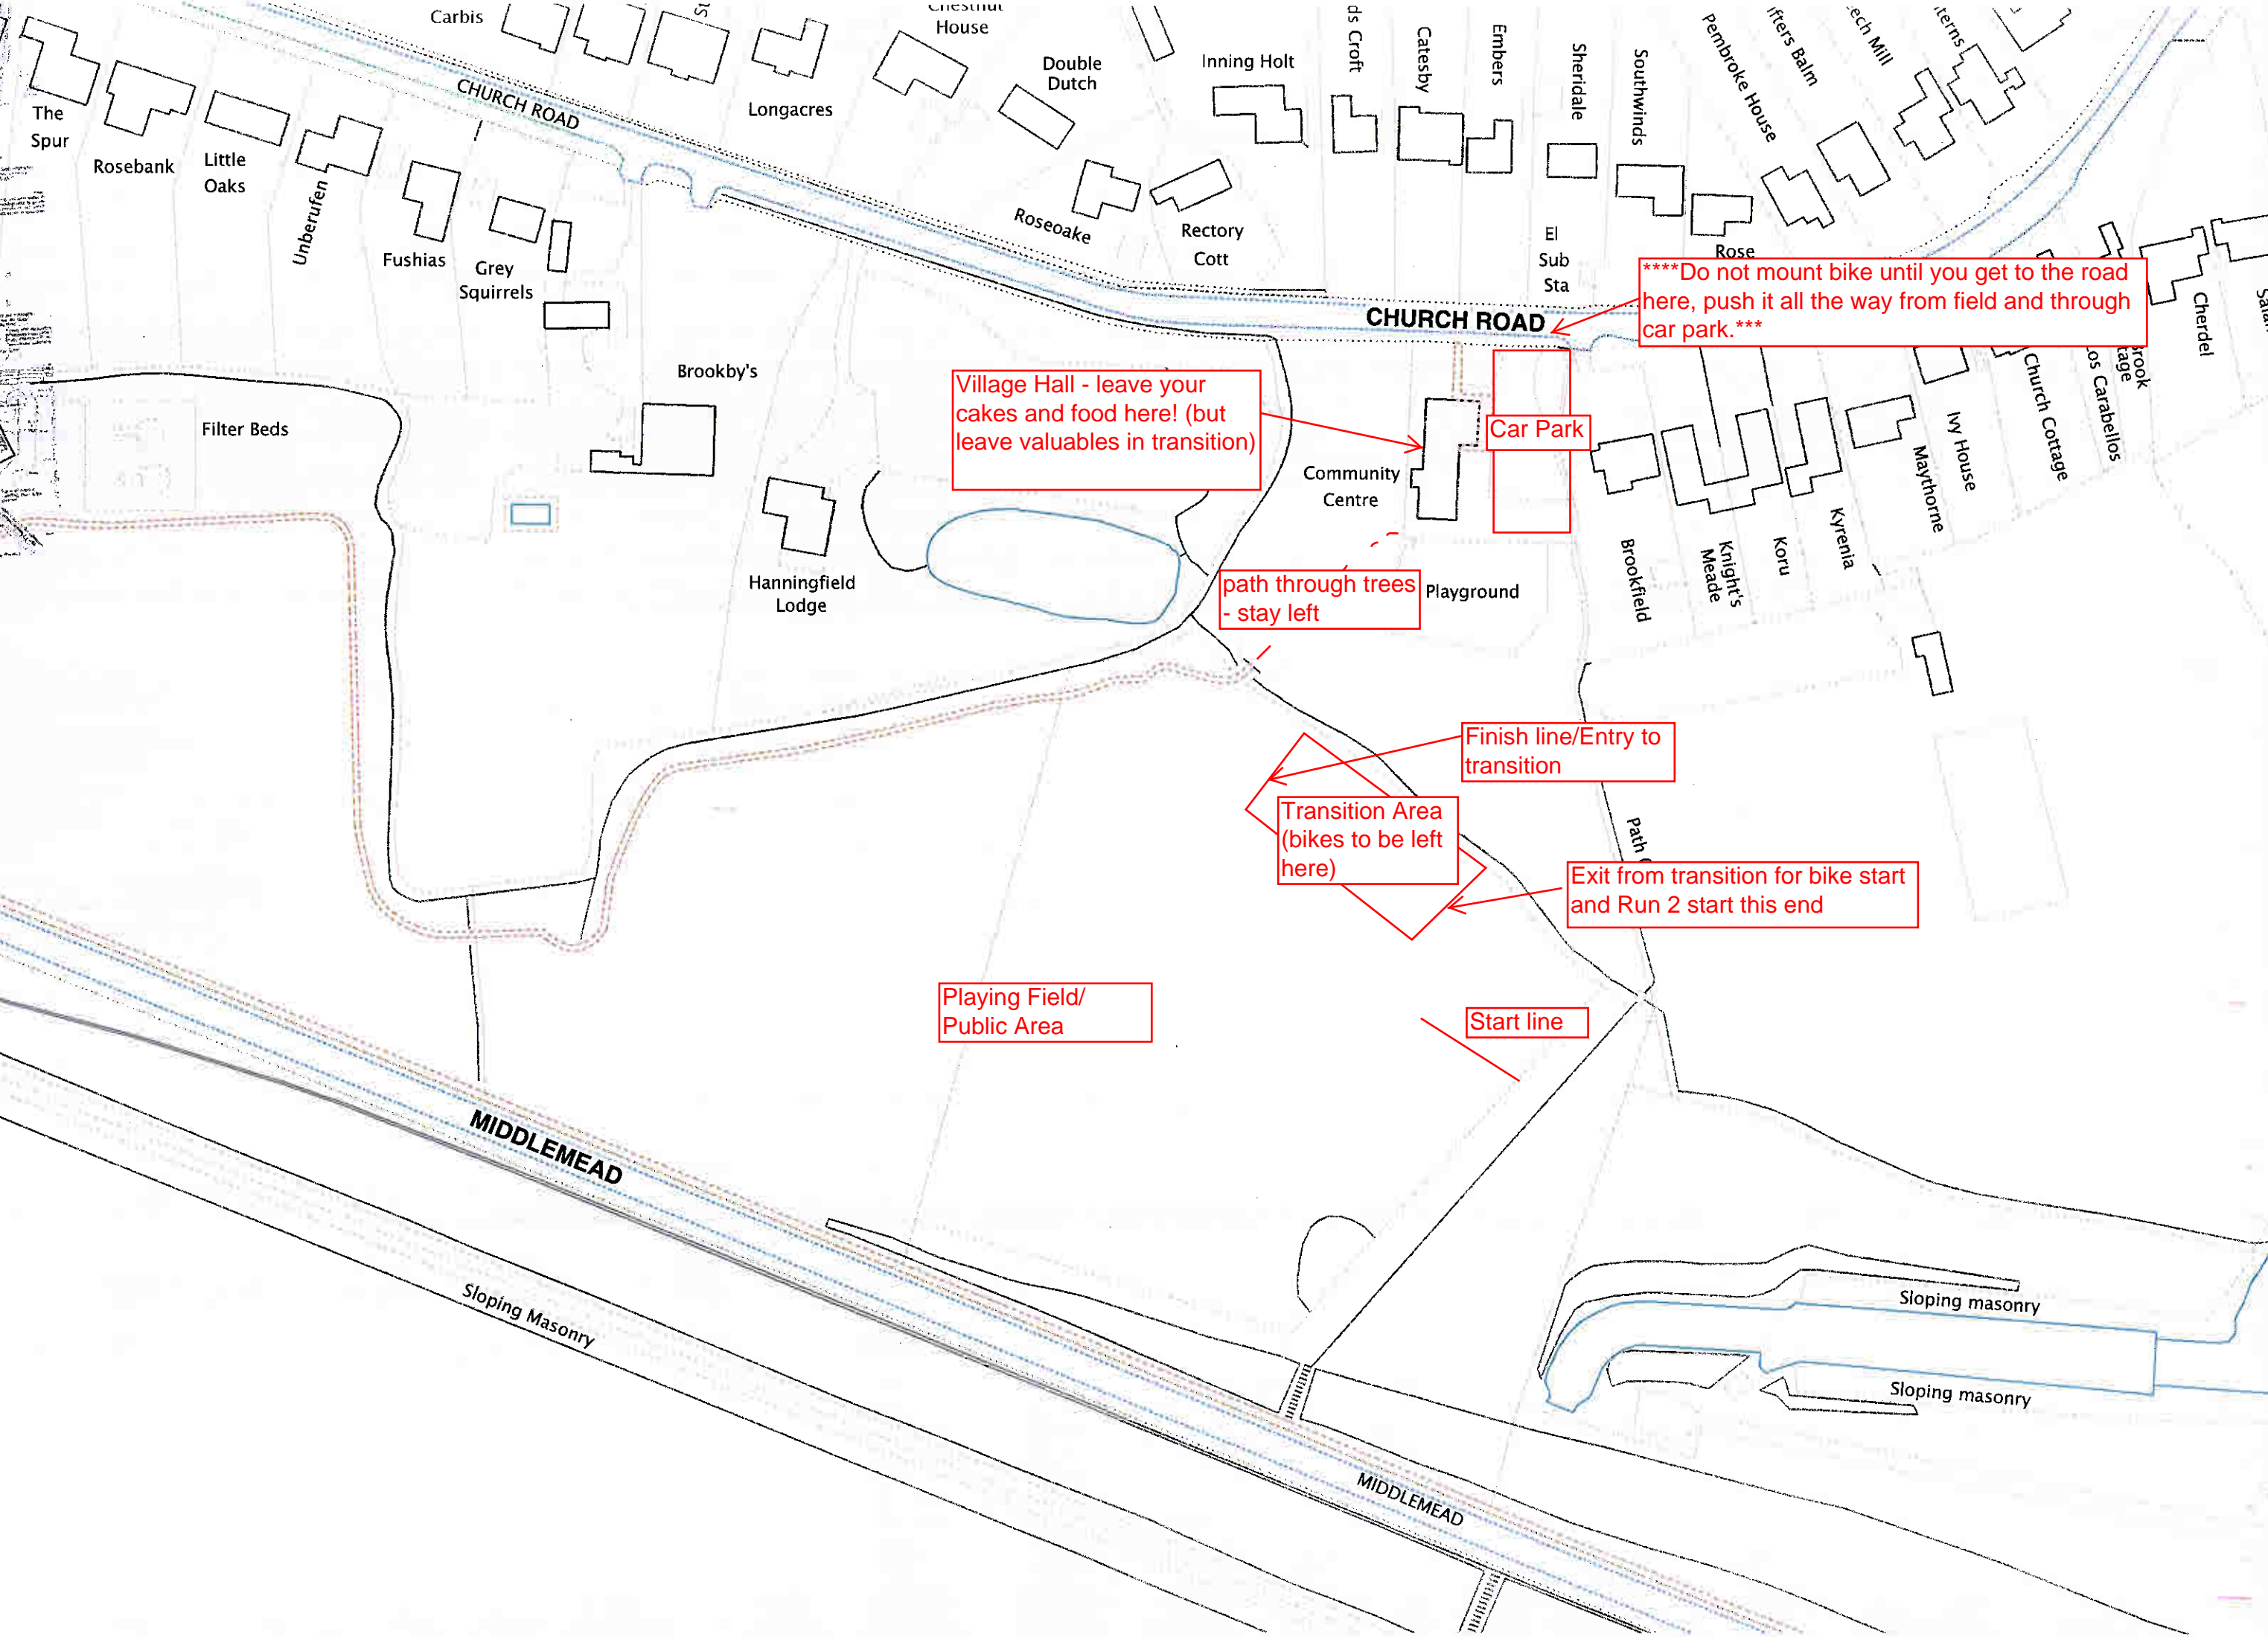 Carbis
House
Double
Dutch
Inning Holt
Catesby
Embers
Sheridale
Southwinds
Pembroke House
Balm
Mill
The
Spur
Rosebank
Little
Oaks
Unberufen
Fushias
Grey
Squirrels
CHURCH ROAD
Longacres
Roseoake
Rectory
Cott
El
Sub
Sta
Rose
****Do not mount bike until you get to the road
here, push it all the way from field and through
car park.***
CHURCH ROAD
Cherdel
Brookby's
Village Hall - leave your
cakes and food here! (but
leave valuables in transition)
Car Park
Filter Beds
Community
Centre
Church Cottage
Los Carabellos
Ivy House
Maythorne
Kyrenia
Koru
Knight's
Meade
Brookfield
Hanningfield
Lodge
path through trees
- stay left
Playground
Finish line/Entry to
transition
Transition Area
(bikes to be left
here)
Path
Exit from transition for bike start
and Run 2 start this end
Playing Field/
Public Area
Start line
MIDDLEMEAD
Sloping Masonry
Sloping masonry
Sloping masonry
MIDDLEMEAD